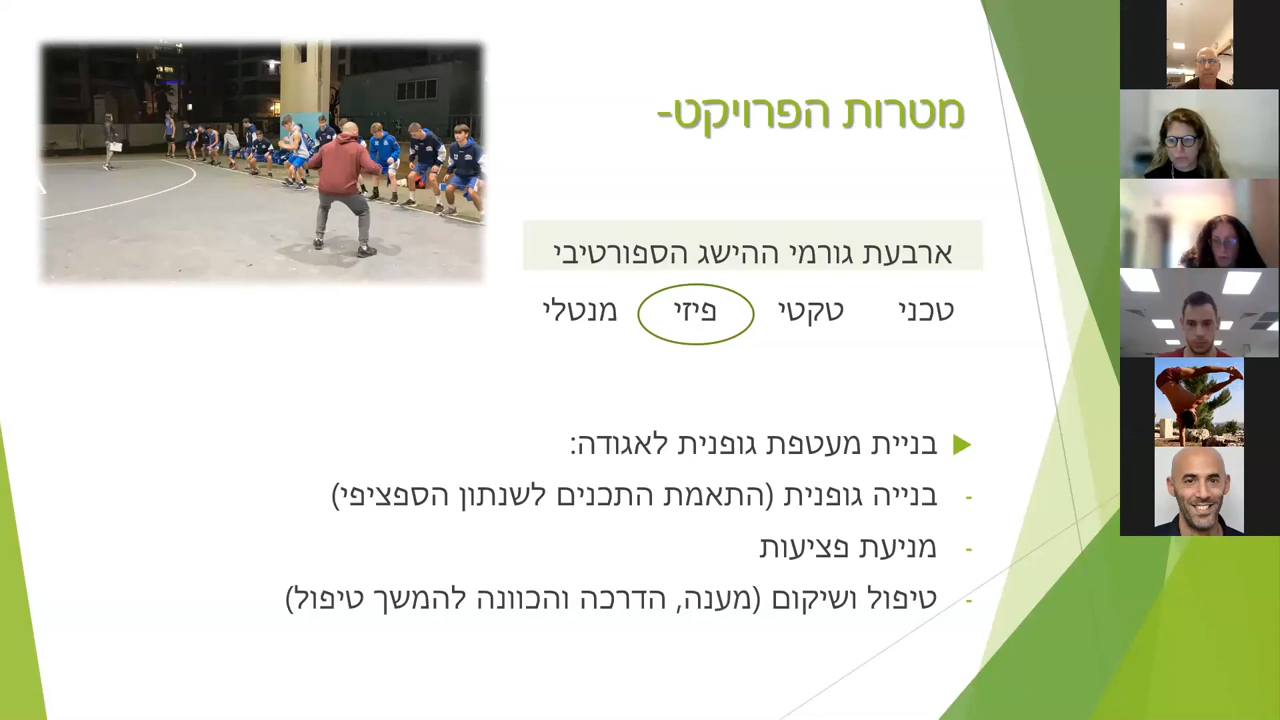 מטרות הפרויקט-
ארבעת גורמי ההישג הספורטיבי
טכני טקטי פיזי מנטלי
בניית מעטפת גופנית לאגודה:
- בנייה גופנית (התאמת התכנים לשנתון הספציפי)
- מניעת פציעות
- טיפול ושיקום (מענה, הדרכה והכוונה להמשך טיפול)